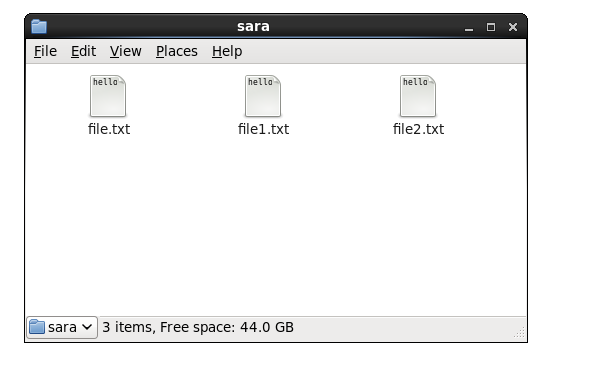 sara
File Edit View Places Help
hello hello hello
file.txt file1.txt file2.txt
sara 3 items, Free space: 44.0 GB